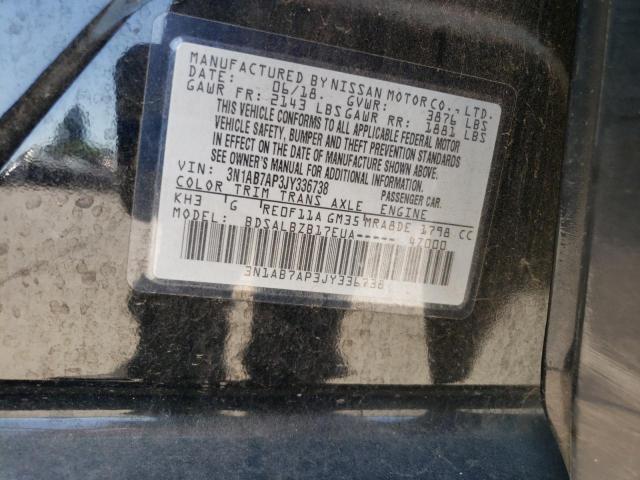 MANUFACTURED BY NISSAN MOTOR CO., LTD.
DATE: 06/18 GVWR: 3876 LBS
GAWR FR: 2143 LBS GAWR RR: 1881 LBS
THIS VEHICLE CONFORMS TO ALL APPLICABLE FEDERAL MOTOR
VEHICLE SAFETY, BUMPER AND THEFT PREVENTION STANDARDS
IN EFFECT ON THE DATE OF MANUFACTURE SHOWN ABOVE.
SEE OWNER'S MANUAL FOR ADDITIONAL INFORMATION.
VIN: 3N1AB7AP3JY336738 PASSENGER CAR.
COLOR TRIM TRANS AXLE ENGINE
KH3 G RE0F11A GM35 MRA8DE 1798 CC
MODEL: BDSALBZB17EUA----- 47000
3N1AB7AP3JY336738